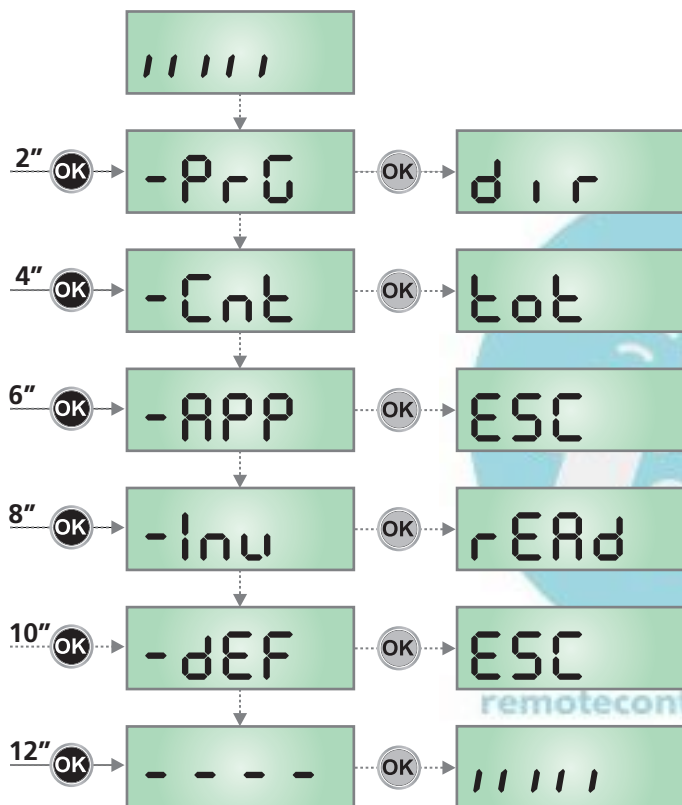 11111
2” OK -PrG OK dir
4” OK -Cnt OK tot
6” OK -APP OK ESC
8” OK -Inv OK rEAd
10” OK -dEF OK ESC
12” OK - - - - OK 11111
remotecont